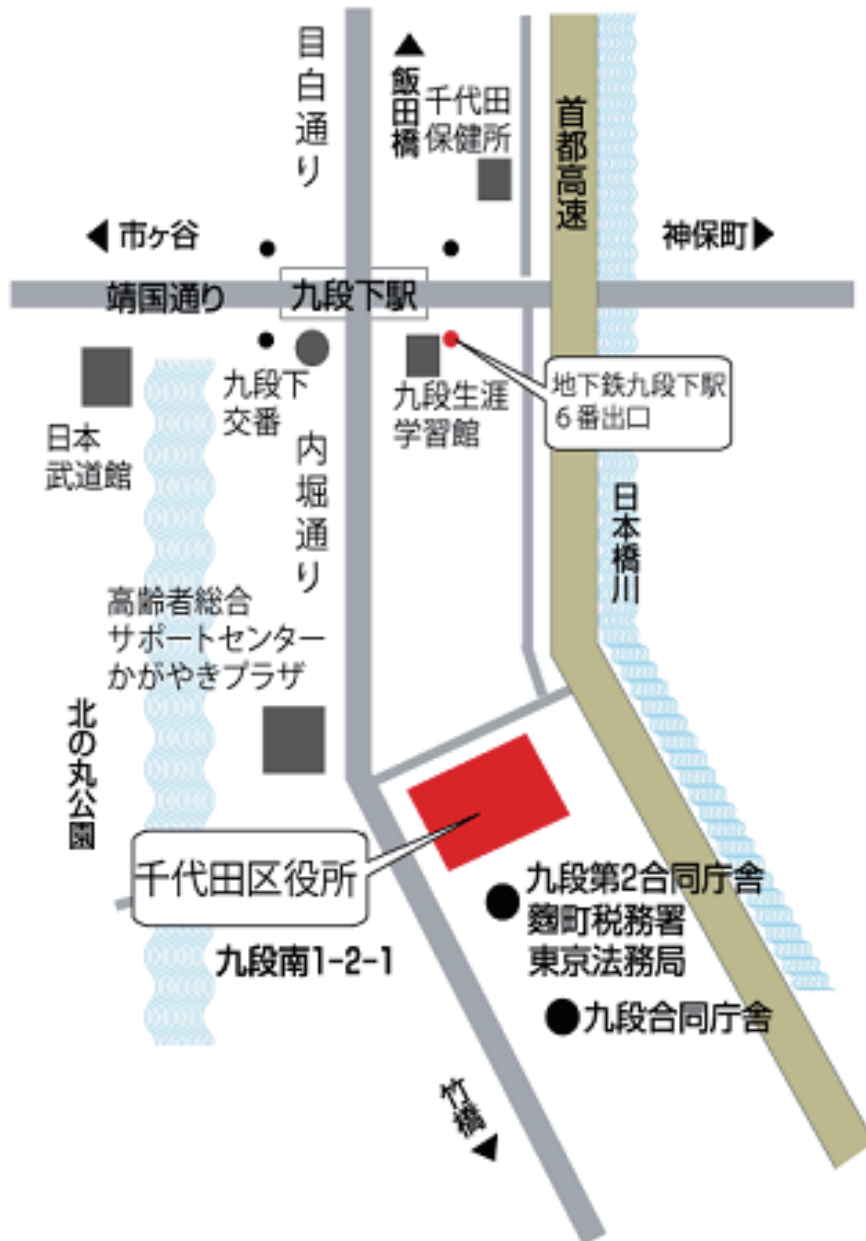 目白通り
飯田橋
千代田
保健所
首都高速
市ヶ谷
神保町
靖国通り
九段下駅
九段下
交番
九段生涯
学習館
地下鉄九段下駅
6番出口
日本
武道館
内堀通り
日本橋川
高齢者総合
サポートセンター
かがやきプラザ
北の丸公園
千代田区役所
九段第2合同庁舎
麴町税務署
東京法務局
九段南1-2-1
九段合同庁舎
竹橋